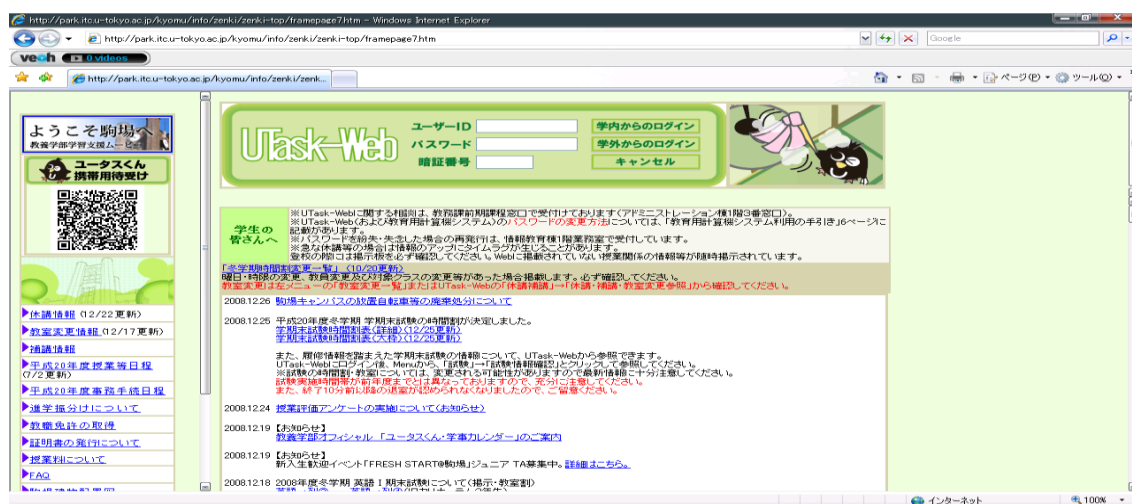 http://park.itc.u-tokyo.ac.jp/kyomu/info/zenki/zenki-top/framepage7.htm - Windows Internet Explorer
http://park.itc.u-tokyo.ac.jp/kyomu/info/zenki/zenki-top/framepage7.htm
Google
veoh 0 videos
http://park.itc.u-tokyo.ac.jp/kyomu/info/zenki/zenk...
ページ(P)
ツール(O)
ようこそ駒場へ
教養学部学習支援ムービー
ユータスくん
携帯用待受け
休講情報 (12/22更新)
教室変更情報 (12/17更新)
補講情報
平成20年度授業等日程
(7/2更新)
平成20年度事務手続日程
進学振分けについて
教職免許の取得
証明書の発行について
授業料について
FAQ
UTask-Web
ユーザーID
パスワード
暗証番号
学内からのログイン
学外からのログイン
キャンセル
学生の
皆さんへ
※UTask-Webに関する相談は、教務課前期課程窓口で受付けております(アドミニストレーション棟1階3番窓口)。
※UTask-Web(および教育用計算機システム)のパスワードの変更方法については、「教育用計算機システム利用の手引き」6ページに
記載があります。
※パスワードを紛失・失念した場合の再発行は、情報教育棟1階業務室で受付しています。
※急な休講等の場合は情報のアップにタイムラグが生じることがあります。
登校の際には掲示板を必ず確認してください。Webに掲載されていない授業関係の情報等が随時掲示されています。
「冬学期時間割変更一覧」(10/20更新)
曜日・時限の変更、教員変更及び対象クラスの変更等があった場合掲載します。必ず確認してください。
教室変更は左メニューの「教室変更一覧」またはUTask-Webの「休講補講」→「休講・補講・教室変更参照」から確認してください。
2008.12.26 駒場キャンパスの放置自転車等の廃棄処分について
2008.12.25 平成20年度冬学期 学期末試験の時間割が決定しました。
学期末試験時間割表(詳細)(12/25更新)
学期末試験時間割表(大枠)(12/25更新)
また、履修情報を踏まえた学期末試験の情報について、UTask-Webから参照できます。
UTask-Webにログイン後、Menuから、「試験」→「試験情報確認」とクリックして参照してください。
※試験の時間割・教室については、変更される可能性がありますので最新情報に十分注意してください。
試験実施時間帯が前年度までとは異なっておりますので、充分にご注意してください。
また、終了10分前以降の退室が認められなくなりましたので、ご留意ください。
2008.12.24 授業評価アンケートの実施について(お知らせ)
2008.12.19 【お知らせ】
教養学部オフィシャル 「ユータスくん・学事カレンダー」のご案内
2008.12.19 【お知らせ】
新入生歓迎イベント「FRESH START@駒場」ジュニア TA募集中。詳細はこちら。
2008.12.18 2008年度冬学期 英語 I 期末試験について(掲示・教室割)
インターネット
100%